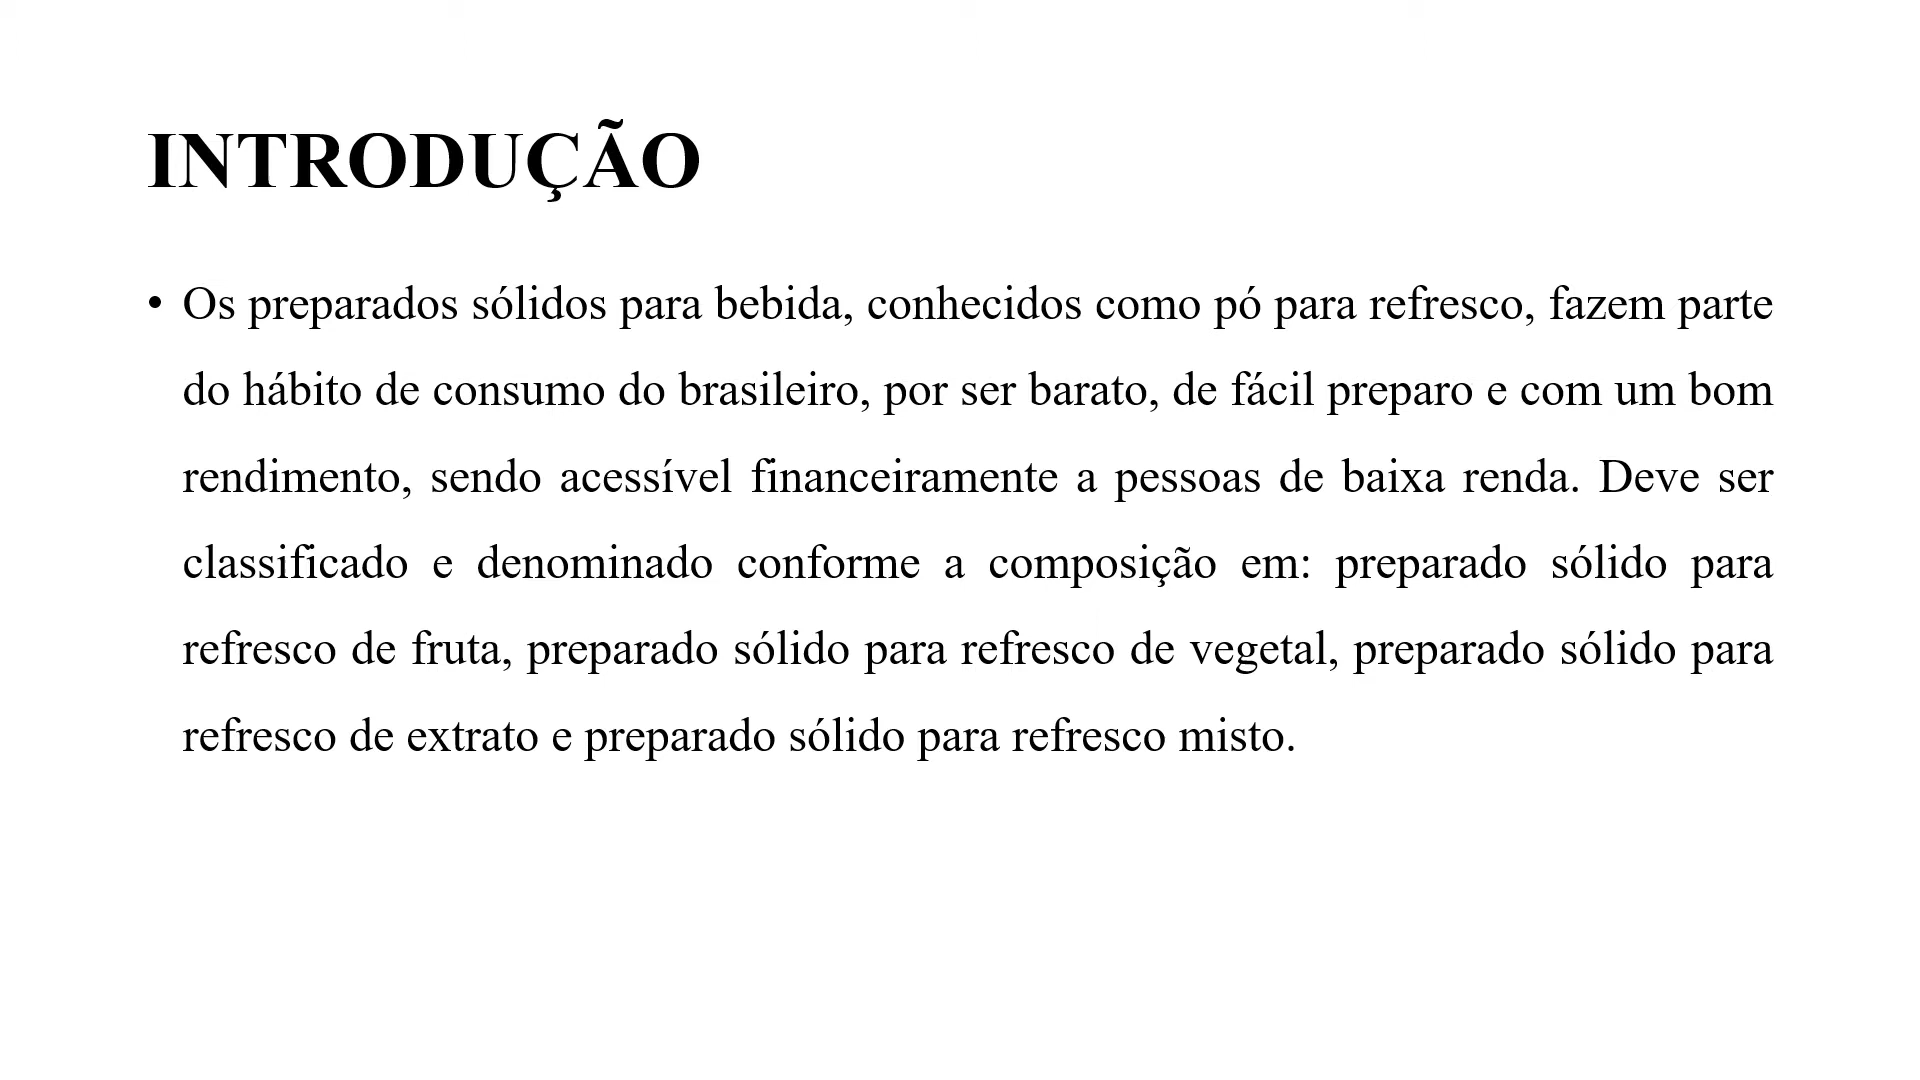 INTRODUÇÃO
• Os preparados sólidos para bebida, conhecidos como pó para refresco, fazem parte
do hábito de consumo do brasileiro, por ser barato, de fácil preparo e com um bom
rendimento, sendo acessível financeiramente a pessoas de baixa renda. Deve ser
classificado e denominado conforme a composição em: preparado sólido para
refresco de fruta, preparado sólido para refresco de vegetal, preparado sólido para
refresco de extrato e preparado sólido para refresco misto.